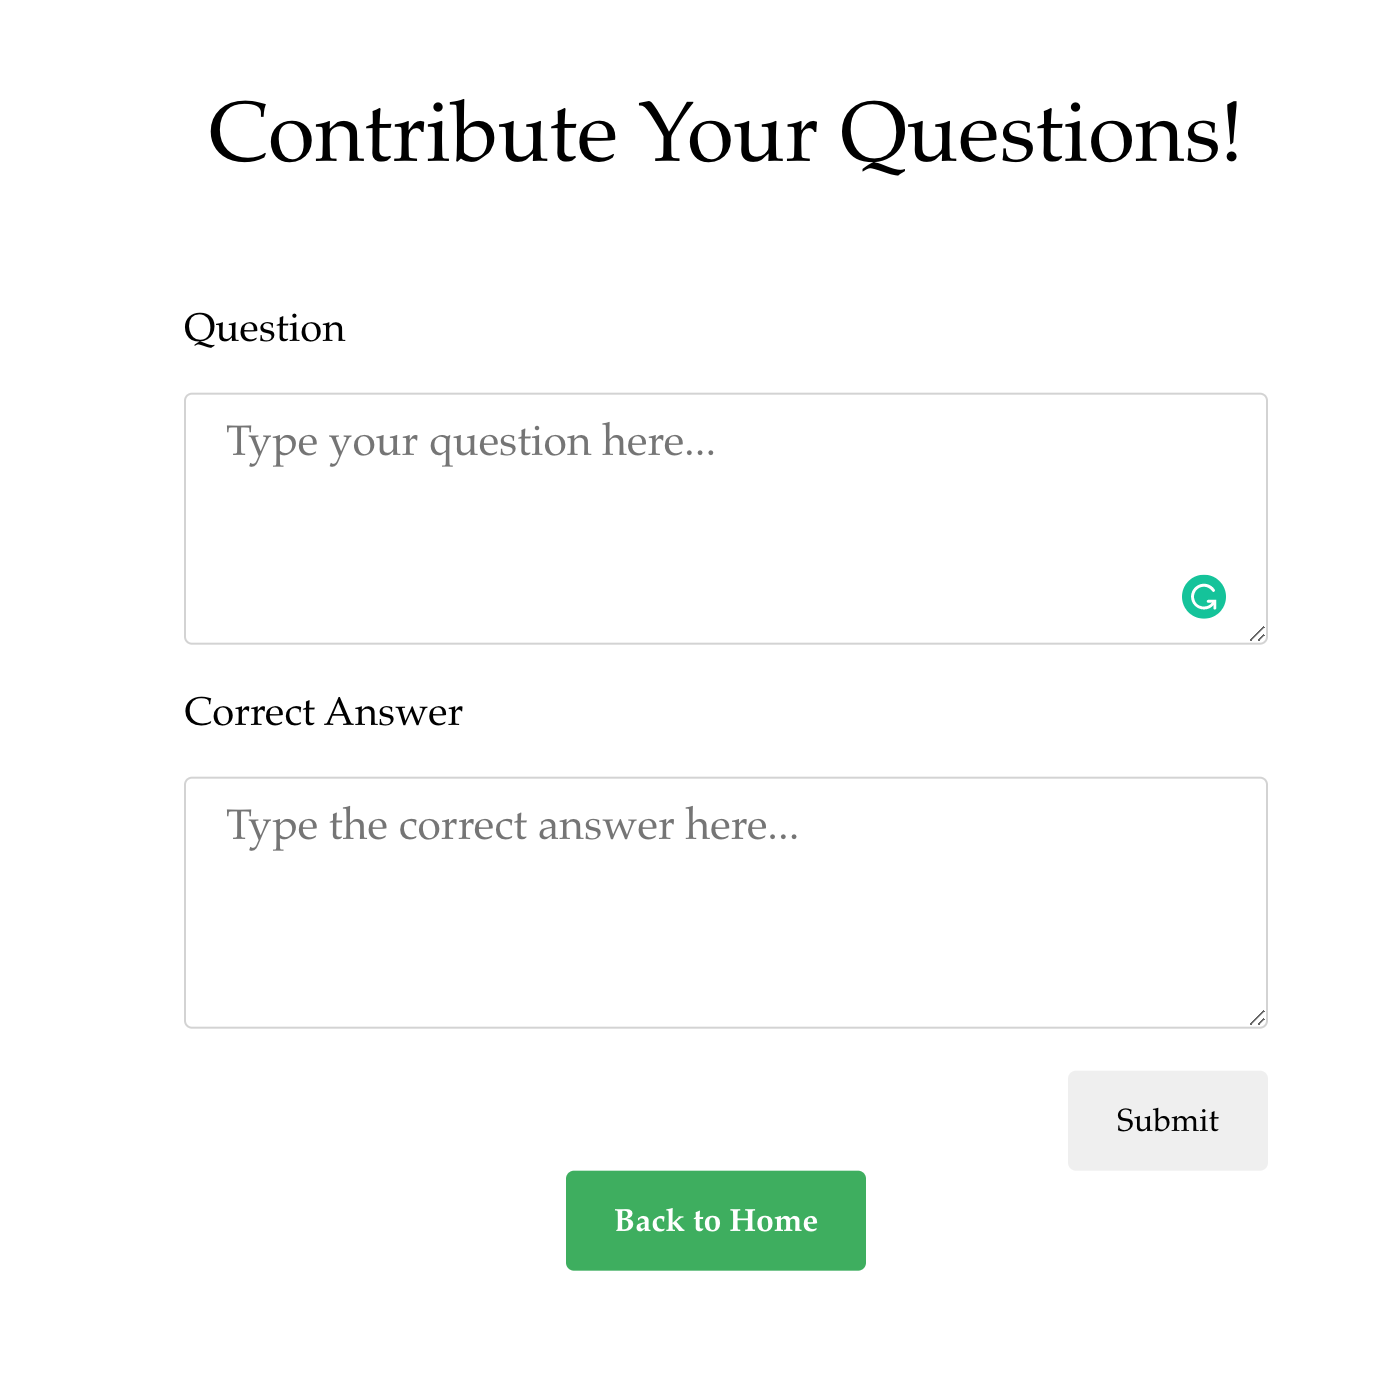 Contribute Your Questions!
Question
Type your question here...
Correct Answer
Type the correct answer here...
Submit
Back to Home